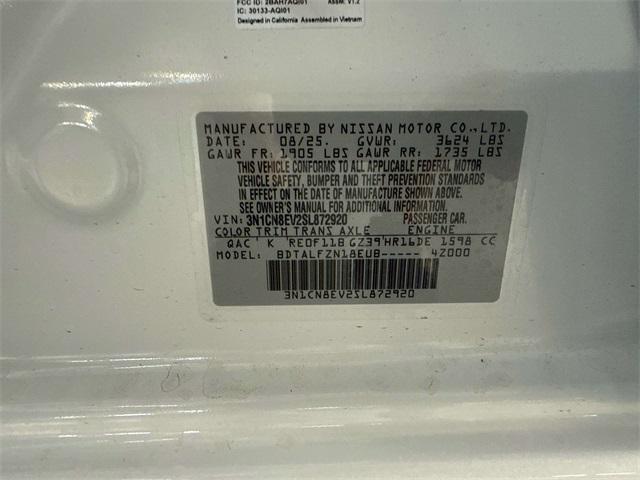 FCC ID: 2BAH7AQI01 ASSM: V1.2
IC: 30133-AQI01
Designed in California Assembled in Vietnam
MANUFACTURED BY NISSAN MOTOR CO.,LTD.
DATE: 08/25. GVWR: 3624 LBS
GAWR FR: 1905 LBS GAWR RR: 1735 LBS
THIS VEHICLE CONFORMS TO ALL APPLICABLE FEDERAL MOTOR
VEHICLE SAFETY, BUMPER AND THEFT PREVENTION STANDARDS
IN EFFECT ON THE DATE OF MANUFACTURE SHOWN ABOVE.
SEE OWNER'S MANUAL FOR ADDITIONAL INFORMATION.
VIN: 3N1CN8EV2SL872920 PASSENGER CAR.
COLOR TRIM TRANS AXLE ENGINE
QAC K RE0F11B GZ39 HR16DE 1598 CC
MODEL: BDTALFZN18EUB----- 42000
3N1CN8EV2SL872920